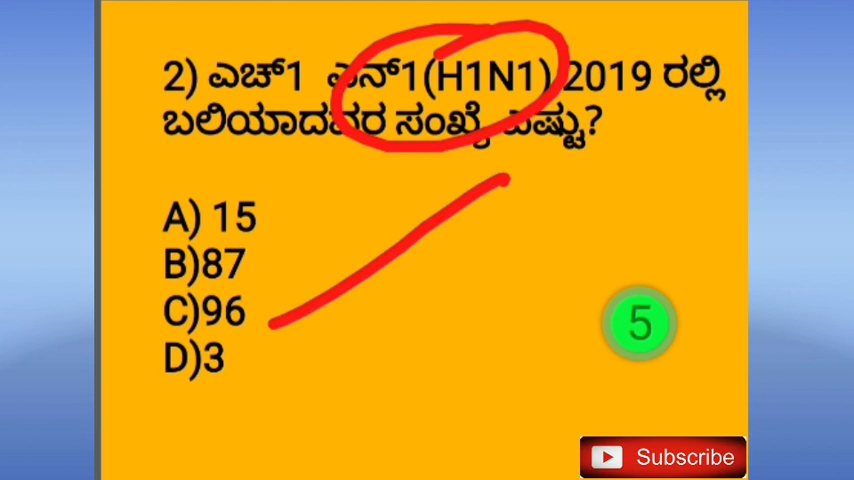 2) ಎಚ್1 ಎನ್1(H1N1) 2019 ರಲ್ಲಿ
ಬಲಿಯಾದವರ ಸಂಖ್ಯೆ ಎಷ್ಟು?
A) 15
B)87
C)96
D)3
5
Subscribe